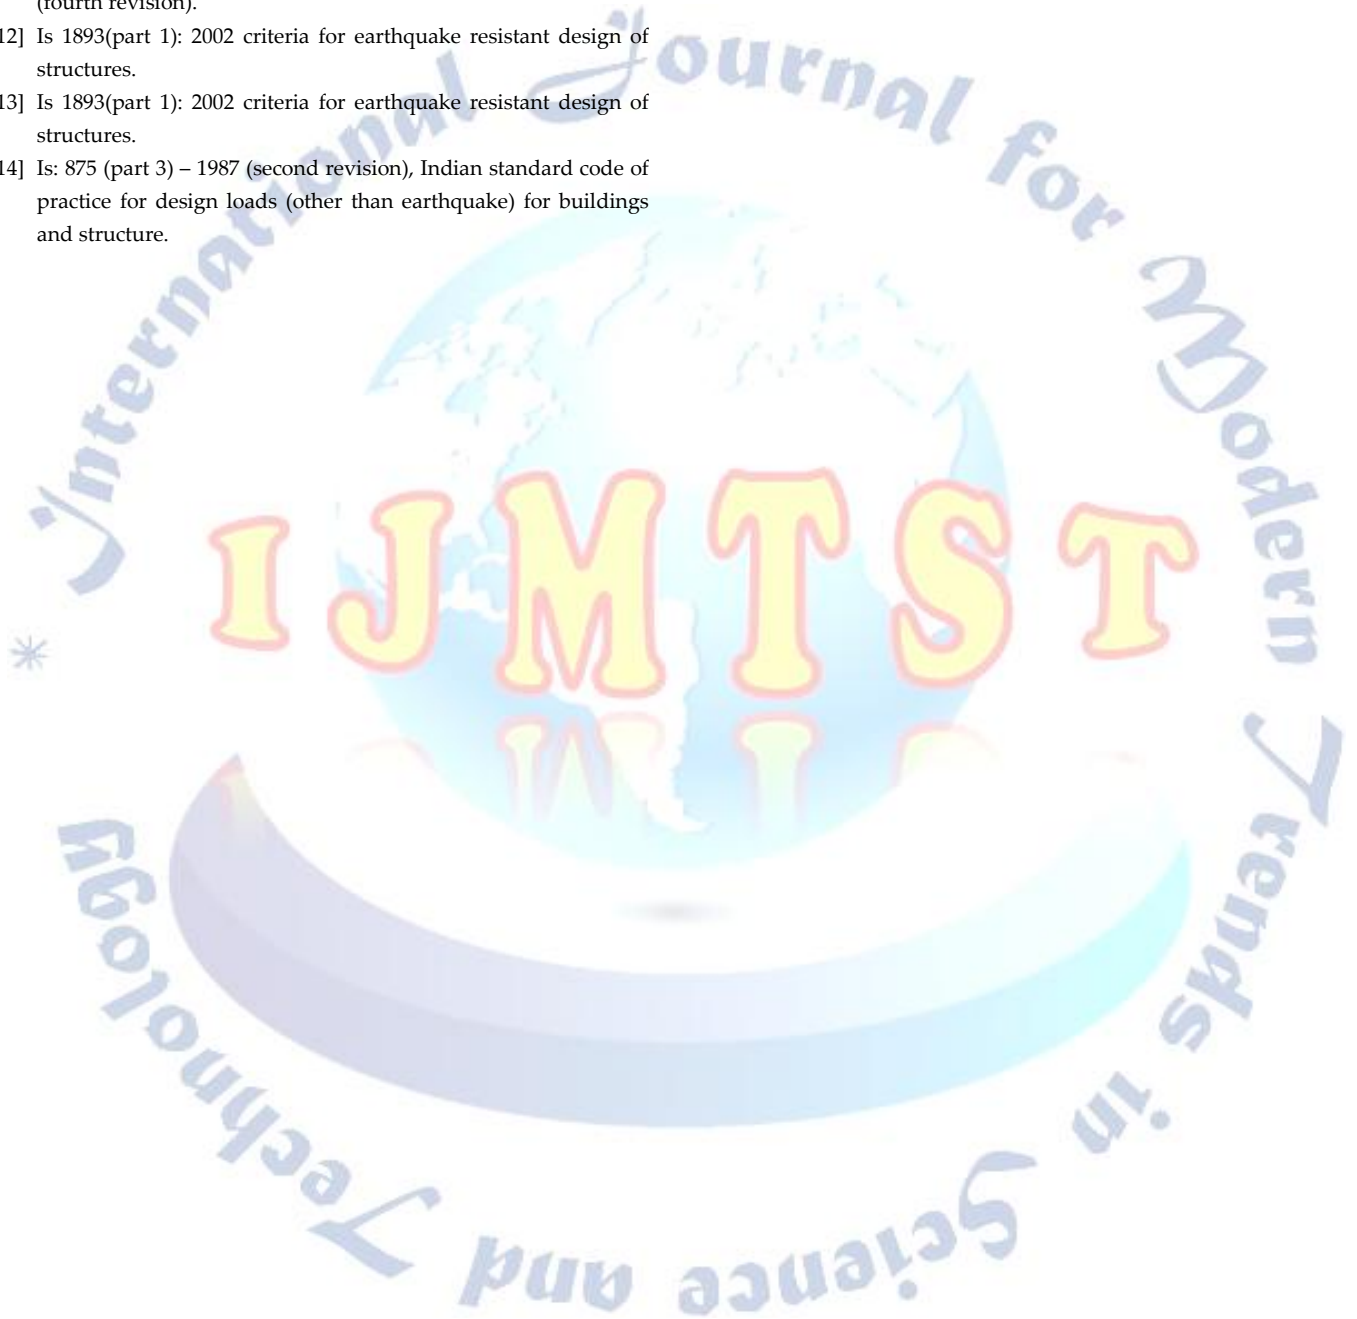 (fourth revision).
12] Is 1893(part 1): 2002 criteria for earthquake resistant design of
structures.
13] Is 1893(part 1): 2002 criteria for earthquake resistant design of
structures.
14] Is: 875 (part 3) – 1987 (second revision), Indian standard code of
practice for design loads (other than earthquake) for buildings
and structure.
International Journal for Modern Trends in Science and Technology
IJMTST